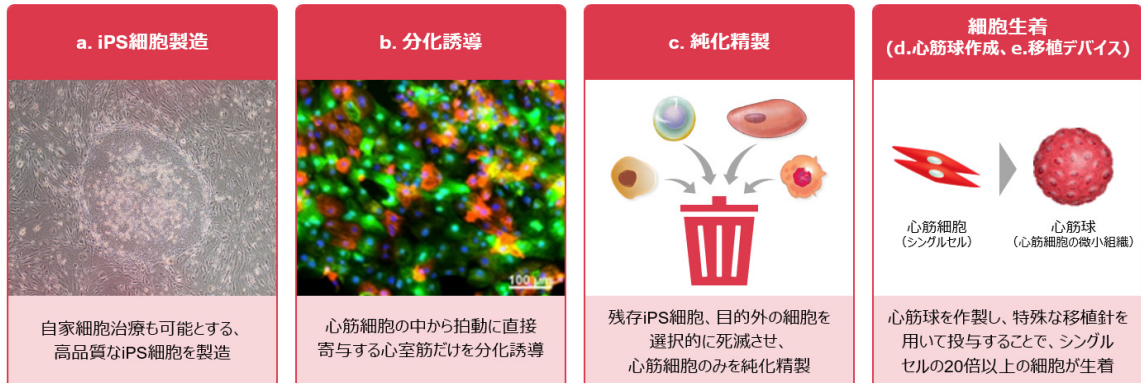 a. iPS細胞製造
自家細胞治療も可能とする、
高品質なiPS細胞を製造
b. 分化誘導
100 μm
心筋細胞の中から拍動に直接
寄与する心室筋だけを分化誘導
c. 純化精製
残存iPS細胞、目的外の細胞を
選択的に死滅させ、
心筋細胞のみを純化精製
細胞生着
(d.心筋球作成、e.移植デバイス)
心筋細胞
（シングルセル）
心筋球
（心筋細胞の微小組織）
心筋球を作製し、特殊な移植針を
用いて投与することで、シングル
セルの20倍以上の細胞が生着